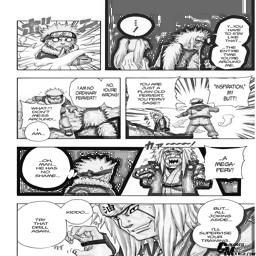 Y...YOU
HAVE TO
STAY LIKE
THAT
THE ENTIRE
TIME
YOU'RE
AROUND
ME.
"INSPIRATION,"
MY
BUTT!
YOU ARE
JUST A
PLAIN OLD
PERVERT,
YOU PERVY
SAGE!!
NO,
YOU'RE
WRONG!
I AM NO
ORDINARY
PERVERT!
WHAT?!
DON'T
MESS
AROUND...
I
AM...
A
MEGA-
PERV!
...OH,
MAN...
HE HAS
NO
SHAME...
BUT...
ALL
JOKING
ASIDE...
I'LL
SUPERVISE
YOUR
TRAINING.
KIDDO...
TRY
THAT
DRILL
AGAIN.